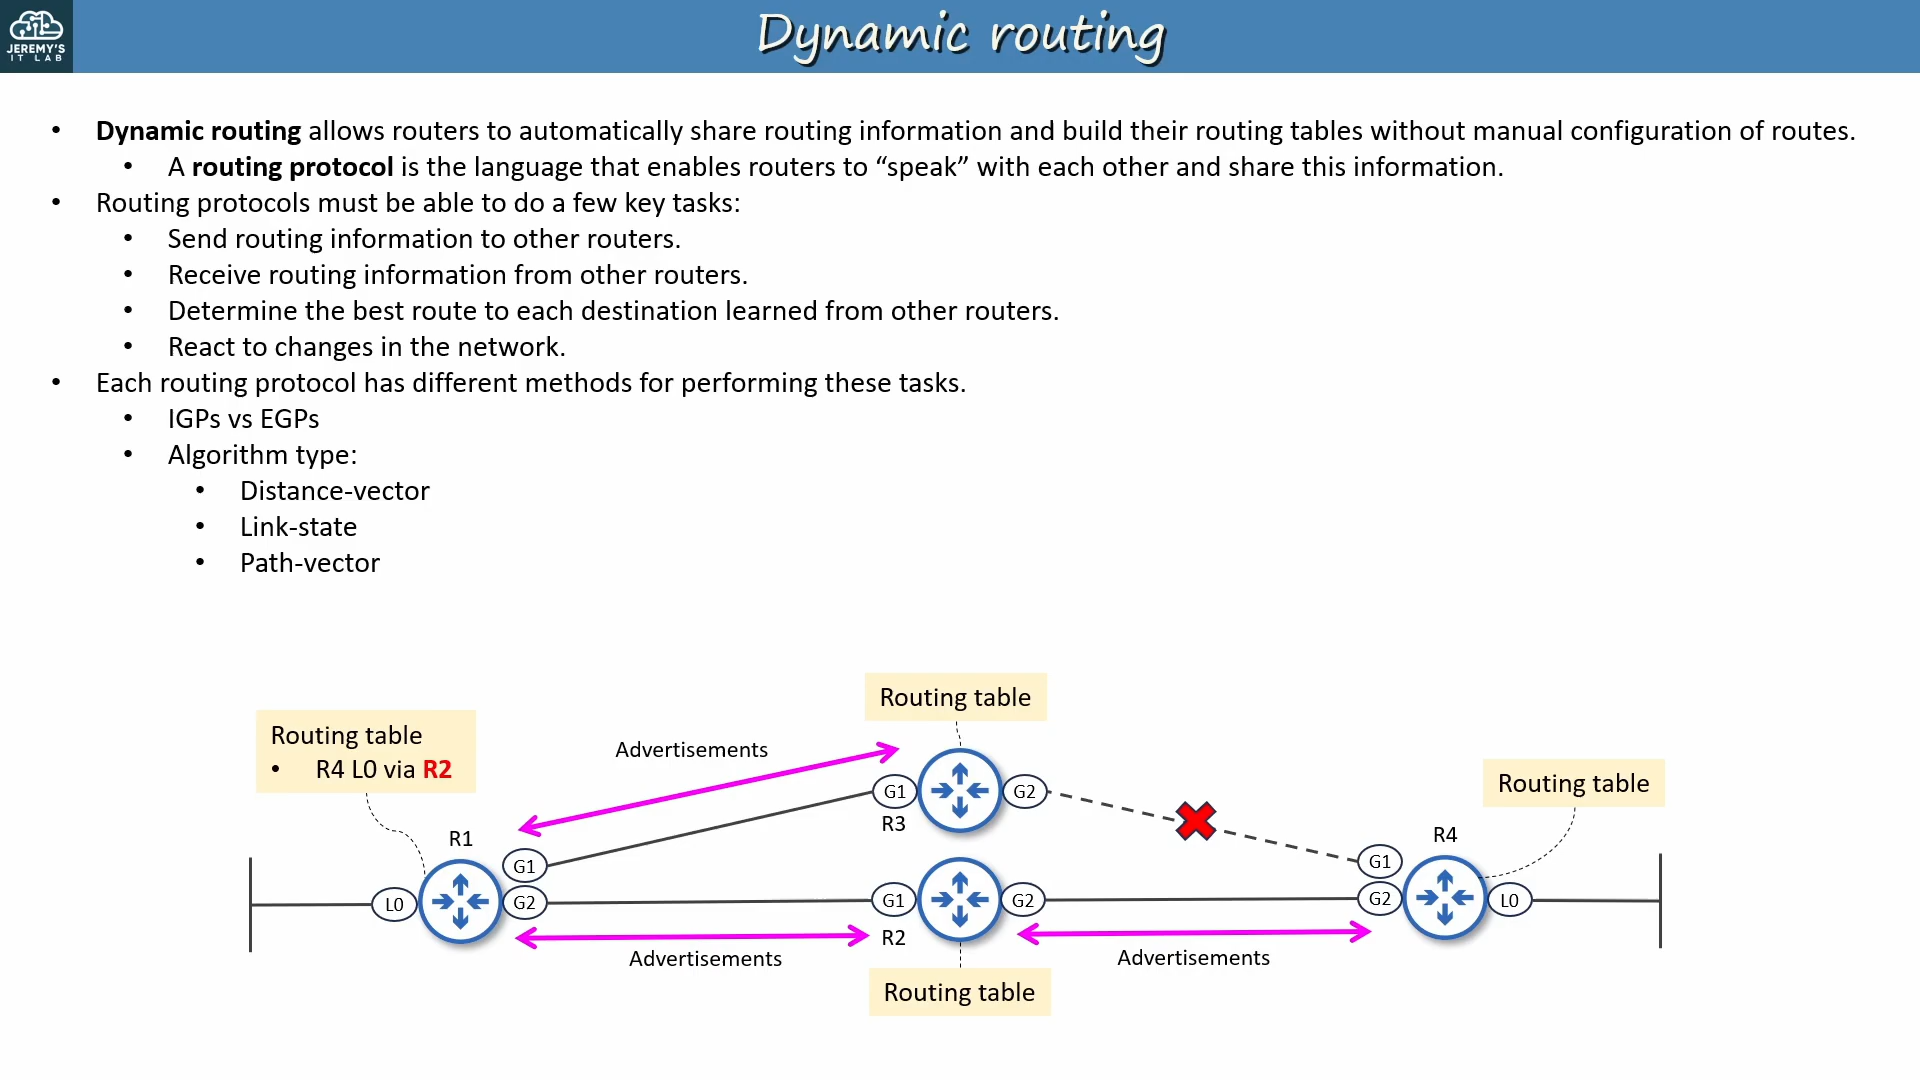 JEREMY'S
IT LAB
Dynamic routing
• Dynamic routing allows routers to automatically share routing information and build their routing tables without manual configuration of routes.
• A routing protocol is the language that enables routers to “speak” with each other and share this information.
• Routing protocols must be able to do a few key tasks:
• Send routing information to other routers.
• Receive routing information from other routers.
• Determine the best route to each destination learned from other routers.
• React to changes in the network.
• Each routing protocol has different methods for performing these tasks.
• IGPs vs EGPs
• Algorithm type:
• Distance-vector
• Link-state
• Path-vector
Routing table
Routing table
• R4 L0 via R2
Advertisements
Routing table
G1
G2
R3
R1
R4
G1
G1
L0
G2
G1
G2
G2
L0
R2
Advertisements
Advertisements
Routing table